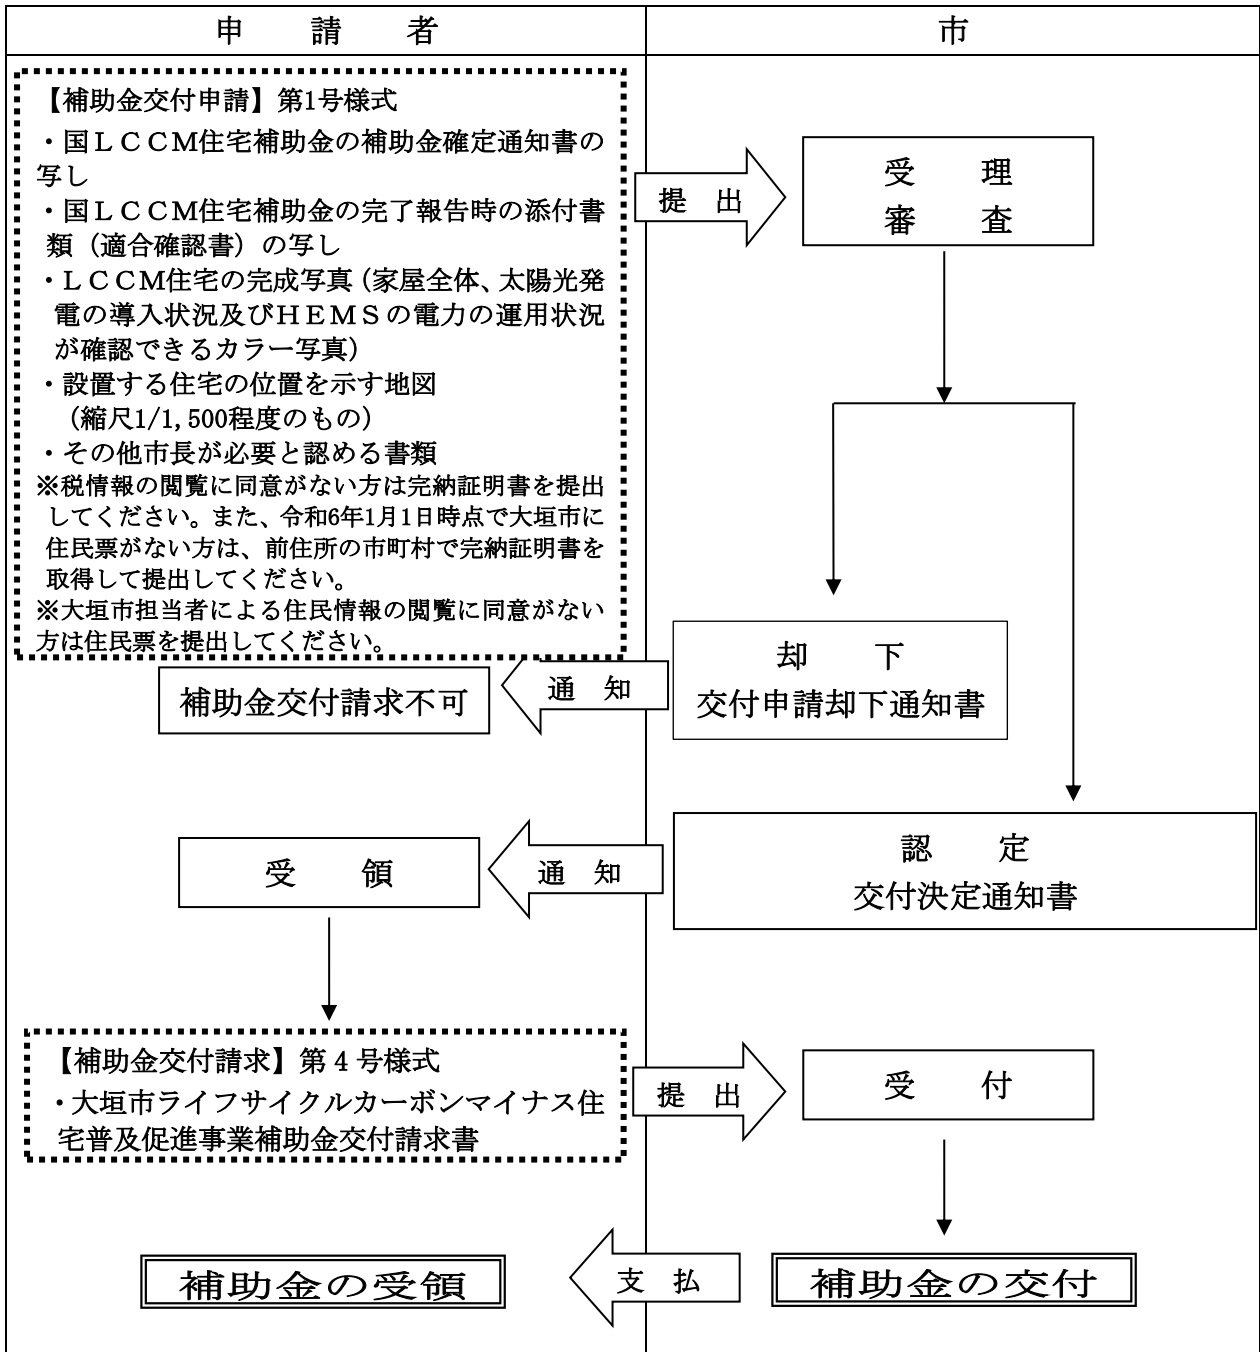 申　請　者
市
【補助金交付申請】第1号様式
・国ＬＣＣＭ住宅補助金の補助金確定通知書の
写し
・国ＬＣＣＭ住宅補助金の完了報告時の添付書
類（適合確認書）の写し
・ＬＣＣＭ住宅の完成写真（家屋全体、太陽光発
電の導入状況及びＨＥＭＳの電力の運用状況
が確認できるカラー写真）
・設置する住宅の位置を示す地図
（縮尺1/1,500程度のもの）
・その他市長が必要と認める書類
※税情報の閲覧に同意がない方は完納証明書を提出
してください。また、令和6年1月1日時点で大垣市に
住民票がない方は、前住所の市町村で完納証明書を
取得して提出してください。
※大垣市担当者による住民情報の閲覧に同意がない
方は住民票を提出してください。
提　出
受　理
審　査
却　下
交付申請却下通知書
通　知
補助金交付請求不可
認　定
交付決定通知書
通　知
受　領
【補助金交付請求】第４号様式
・大垣市ライフサイクルカーボンマイナス住
宅普及促進事業補助金交付請求書
提　出
受　付
補助金の交付
支　払
補助金の受領